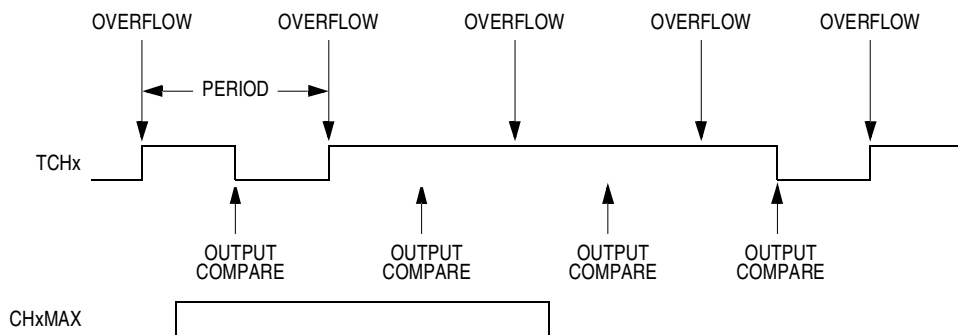 OVERFLOW OVERFLOW OVERFLOW OVERFLOW OVERFLOW
PERIOD
TCHx
OUTPUT OUTPUT OUTPUT OUTPUT
COMPARE COMPARE COMPARE COMPARE
CHxMAX